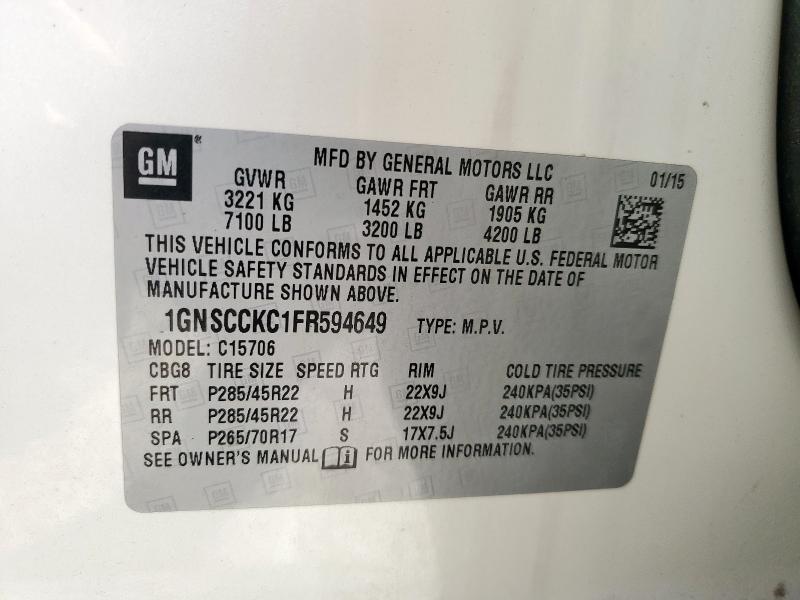 GM®
MFD BY GENERAL MOTORS LLC
GVWR GAWR FRT GAWR RR 01/15
3221 KG 1452 KG 1905 KG
7100 LB 3200 LB 4200 LB
THIS VEHICLE CONFORMS TO ALL APPLICABLE U.S. FEDERAL MOTOR
VEHICLE SAFETY STANDARDS IN EFFECT ON THE DATE OF
MANUFACTURE SHOWN ABOVE.
1GNSCCKC1FR594649 TYPE: M.P.V.
MODEL: C15706
CBG8 TIRE SIZE SPEED RTG RIM COLD TIRE PRESSURE
FRT P285/45R22 H 22X9J 240KPA(35PSI)
RR P285/45R22 H 22X9J 240KPA(35PSI)
SPA P265/70R17 S 17X7.5J 240KPA(35PSI)
SEE OWNER'S MANUAL FOR MORE INFORMATION.